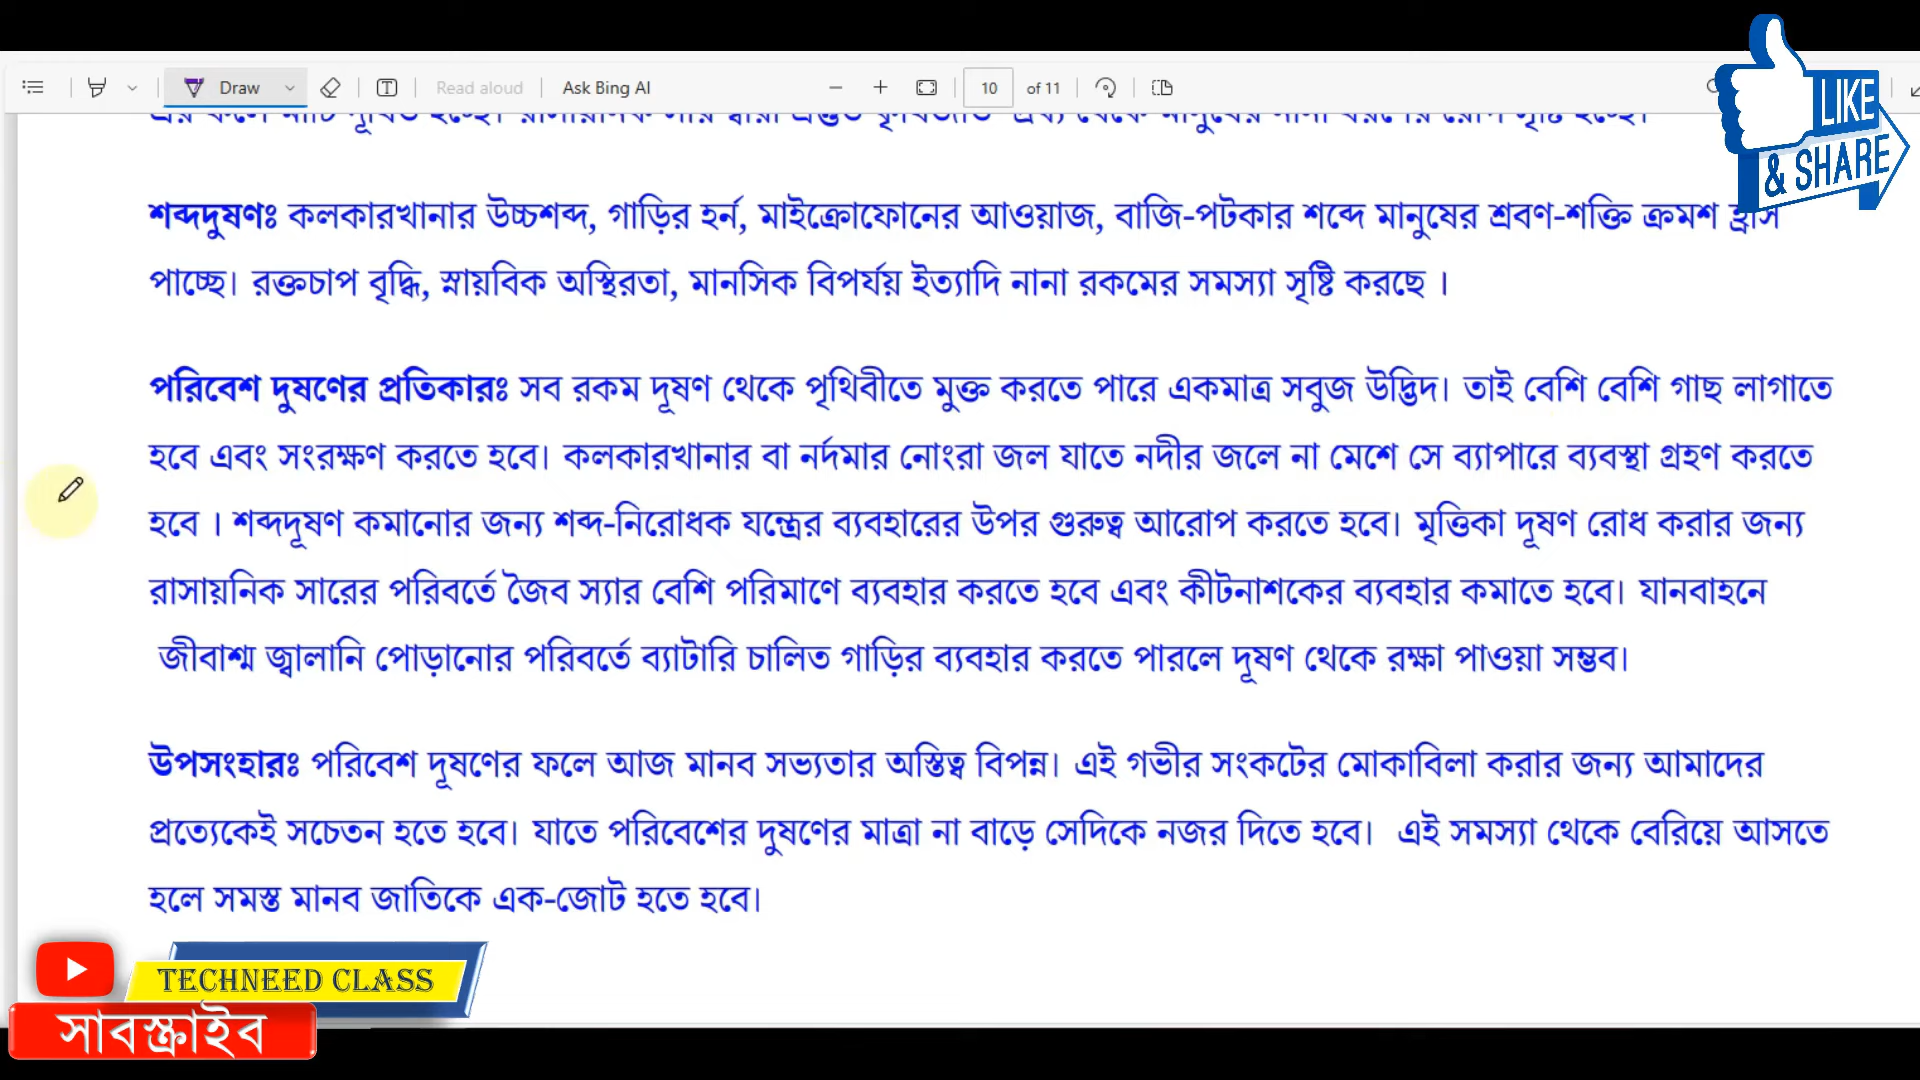 Draw
Read aloud
Ask Bing AI
10 of 11
LIKE
& SHARE
শব্দদুষণঃ কলকারখানার উচ্চশব্দ, গাড়ির হর্ন, মাইক্রোফোনের আওয়াজ, বাজি-পটকার শব্দে মানুষের শ্রবণ-শক্তি ক্রমশ হ্রাস
পাচ্ছে। রক্তচাপ বৃদ্ধি, স্নায়বিক অস্থিরতা, মানসিক বিপর্যয় ইত্যাদি নানা রকমের সমস্যা সৃষ্টি করছে ।
পরিবেশ দুষণের প্রতিকারঃ সব রকম দূষণ থেকে পৃথিবীতে মুক্ত করতে পারে একমাত্র সবুজ উদ্ভিদ। তাই বেশি বেশি গাছ লাগাতে
হবে এবং সংরক্ষণ করতে হবে। কলকারখানার বা নর্দমার নোংরা জল যাতে নদীর জলে না মেশে সে ব্যাপারে ব্যবস্থা গ্রহণ করতে
হবে । শব্দদূষণ কমানোর জন্য শব্দ-নিরোধক যন্ত্রের ব্যবহারের উপর গুরুত্ব আরোপ করতে হবে। মৃত্তিকা দূষণ রোধ করার জন্য
রাসায়নিক সারের পরিবর্তে জৈব স্যার বেশি পরিমাণে ব্যবহার করতে হবে এবং কীটনাশকের ব্যবহার কমাতে হবে। যানবাহনে
জীবাশ্ম জ্বালানি পোড়ানোর পরিবর্তে ব্যাটারি চালিত গাড়ির ব্যবহার করতে পারলে দূষণ থেকে রক্ষা পাওয়া সম্ভব।
উপসংহারঃ পরিবেশ দূষণের ফলে আজ মানব সভ্যতার অস্তিত্ব বিপন্ন। এই গভীর সংকটের মোকাবিলা করার জন্য আমাদের
প্রত্যেকেই সচেতন হতে হবে। যাতে পরিবেশের দুষণের মাত্রা না বাড়ে সেদিকে নজর দিতে হবে। এই সমস্যা থেকে বেরিয়ে আসতে
হলে সমস্ত মানব জাতিকে এক-জোট হতে হবে।
TECHNEED CLASS
সাবস্ক্রাইব